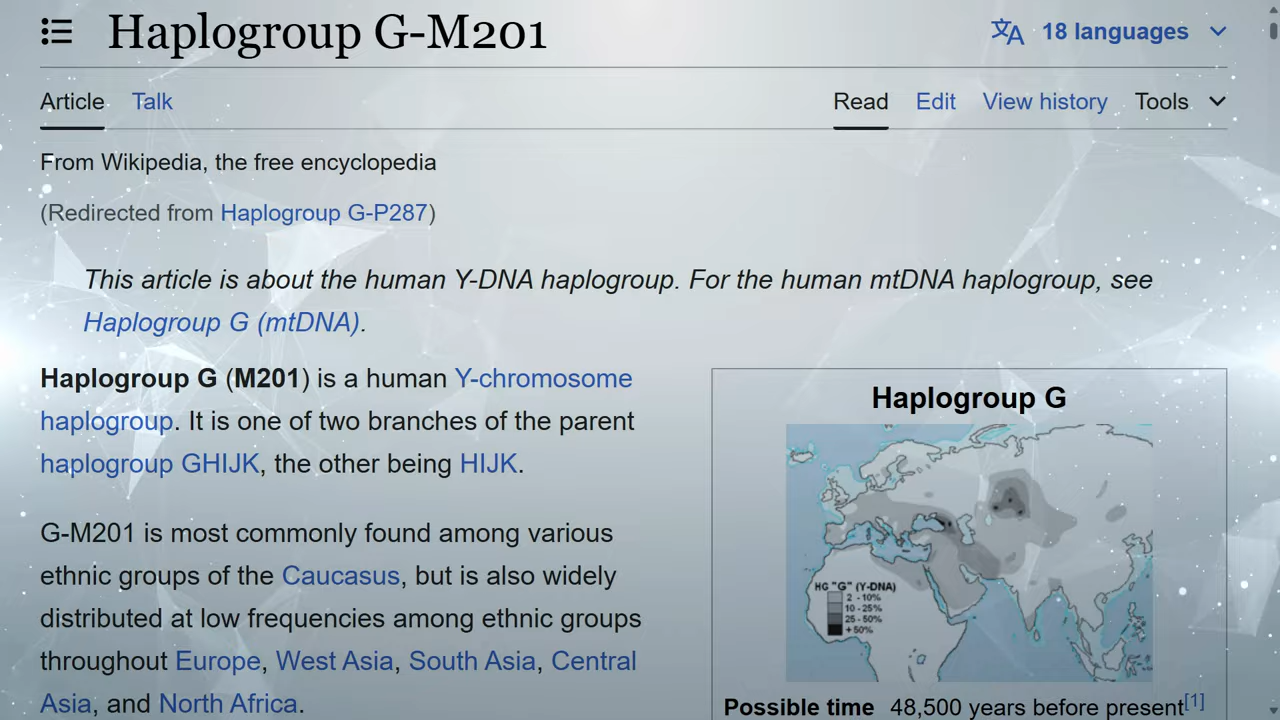 Haplogroup G-M201
18 languages
Article Talk
Read Edit View history Tools
From Wikipedia, the free encyclopedia
(Redirected from Haplogroup G-P287)
This article is about the human Y-DNA haplogroup. For the human mtDNA haplogroup, see
Haplogroup G (mtDNA).
Haplogroup G (M201) is a human Y-chromosome
haplogroup. It is one of two branches of the parent
haplogroup GHIJK, the other being HIJK.
G-M201 is most commonly found among various
ethnic groups of the Caucasus, but is also widely
distributed at low frequencies among ethnic groups
throughout Europe, West Asia, South Asia, Central
Asia, and North Africa.
Haplogroup G
HG "G" (Y-DNA)
2 - 10%
10 - 25%
25 - 50%
+ 50%
Possible time 48,500 years before present[1]